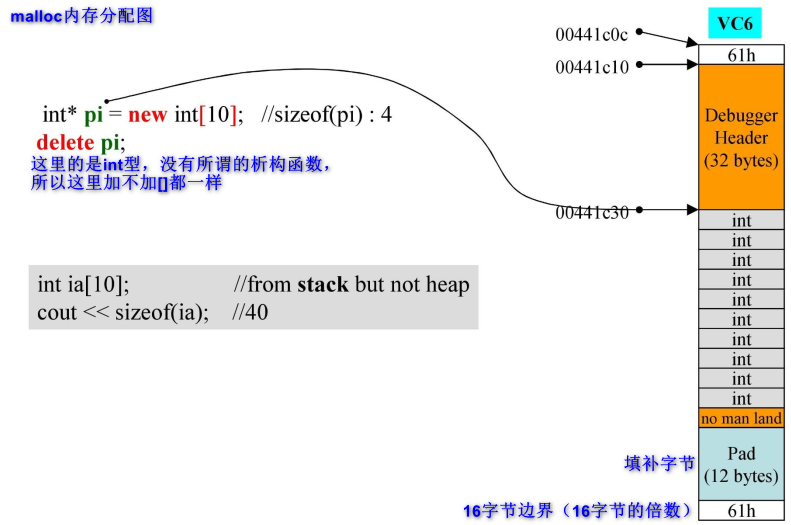 malloc内存分配图
VC6
00441c0c
61h
00441c10
int* pi = new int[10];   //sizeof(pi) : 4
delete pi;
这里的是int型，没有所谓的析构函数，
所以这里加不加[]都一样
Debugger
Header
(32 bytes)
00441c30
int
int
int
int
int
int
int
int
int
int
int ia[10];   //from stack but not heap
cout << sizeof(ia);   //40
no man land
填补字节
Pad
(12 bytes)
16字节边界（16字节的倍数）
61h